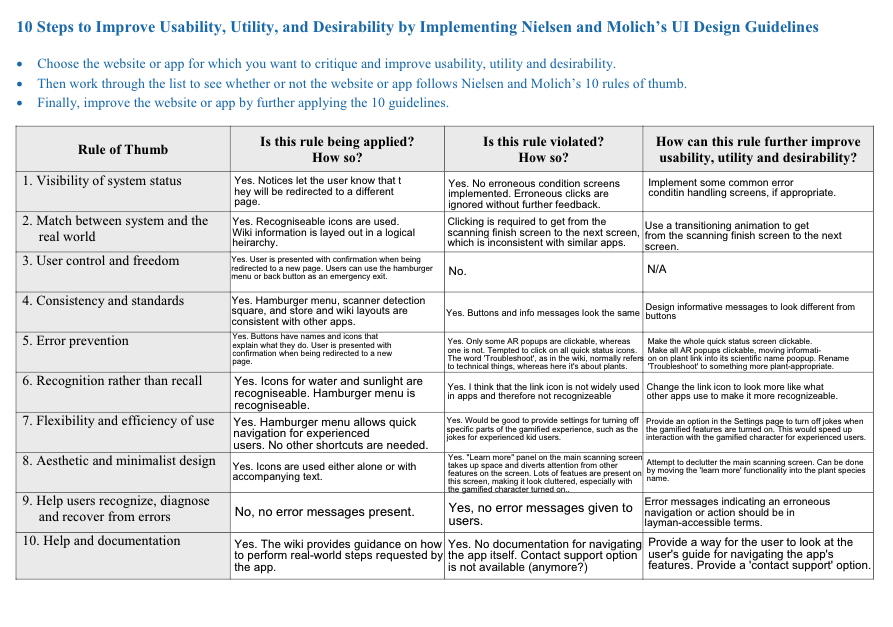 10 Steps to Improve Usability, Utility, and Desirability by Implementing Nielsen and Molich's UI Design Guidelines
• Choose the website or app for which you want to critique and improve usability, utility and desirability.
• Then work through the list to see whether or not the website or app follows Nielsen and Molich's 10 rules of thumb.
• Finally, improve the website or app by further applying the 10 guidelines.
Rule of Thumb
Is this rule being applied?
How so?
Is this rule violated?
How so?
How can this rule further improve
usability, utility and desirability?
1. Visibility of system status
Yes. Notices let the user know that t
hey will be redirected to a different
page.
Yes. No erroneous condition screens
implemented. Erroneous clicks are
ignored without further feedback.
Implement some common error
conditin handling screens, if appropriate.
2. Match between system and the
real world
Yes. Recogniseable icons are used.
Wiki information is layed out in a logical
heirarchy.
Clicking is required to get from the
scanning finish screen to the next screen,
which is inconsistent with similar apps.
Use a transitioning animation to get
from the scanning finish screen to the next
screen.
3. User control and freedom
Yes. User is presented with confirmation when being
redirected to a new page. Users can use the hamburger
menu or back button as an emergency exit.
No.
N/A
4. Consistency and standards
Yes. Hamburger menu, scanner detection
square, and store and wiki layouts are
consistent with other apps.
Yes. Buttons and info messages look the same
Design informative messages to look different from
buttons
5. Error prevention
Yes. Buttons have names and icons that
explain what they do. User is presented with
confirmation when being redirected to a new
page.
Yes. Only some AR popups are clickable, whereas
one is not. Tempted to click on all quick status icons.
The word 'Troubleshoot', as in the wiki, normally refers
to technical things, whereas here it's about plants.
Make the whole quick status screen clickable.
Make all AR popups clickable, moving informati-
on on plant link into its scientific name poopup. Rename
'Troubleshoot' to something more plant-appropriate.
6. Recognition rather than recall
Yes. Icons for water and sunlight are
recogniseable. Hamburger menu is
recogniseable.
Yes. I think that the link icon is not widely used
in apps and therefore not recogniseable
Change the link icon to look more like what
other apps use to make it more recogniseable.
7. Flexibility and efficiency of use
Yes. Hamburger menu allows quick
navigation for experienced
users. No other shortcuts are needed.
Yes. Would be good to provide settings for turning off
specific parts of the gamified experience, such as the
jokes for experienced kid users.
Provide an option in the Settings page to turn off jokes when
the gamified features are turned on. This would speed up
interaction with the gamified character for experienced users.
8. Aesthetic and minimalist design
Yes. Icons are used either alone or with
accompanying text.
Yes. "Learn more" panel on the main scanning screen
takes up space and diverts attention from other
features on the screen. Lots of featues are present on
this screen, making it look cluttered, especially with
the gamified character turned on..
Attempt to declutter the main scanning screen. Can be done
by moving the 'learn more' functionality into the plant species
name.
9. Help users recognize, diagnose
and recover from errors
No, no error messages present.
Yes, no error messages given to
users.
Error messages indicating an erroneous
navigation or action should be in
layman-accessible terms.
10. Help and documentation
Yes. The wiki provides guidance on how
to perform real-world steps requested by
the app.
Yes. No documentation for navigating
the app itself. Contact support option
is not available (anymore?)
Provide a way for the user to look at the
user's guide for navigating the app's
features. Provide a 'contact support' option.